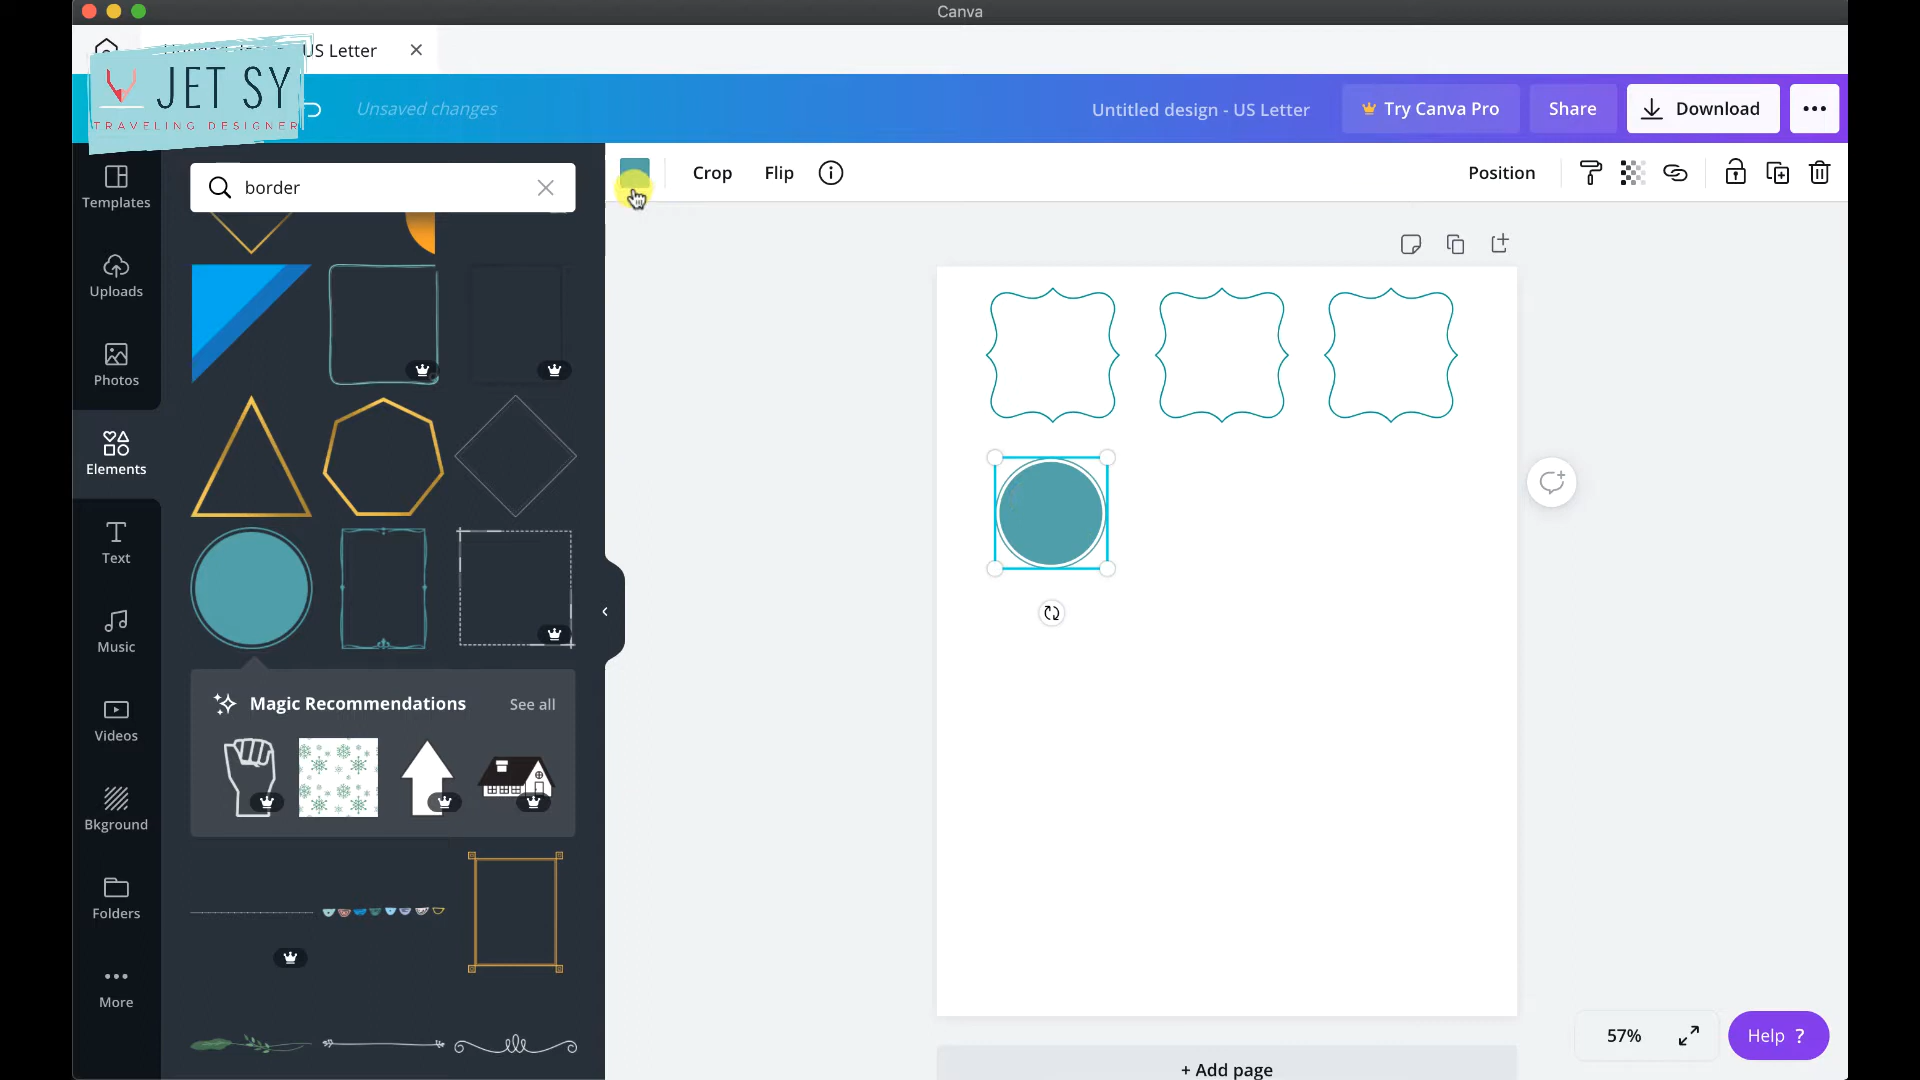 Canva
US Letter
JET SY
TRAVELING DESIGNER
Unsaved changes
Untitled design - US Letter
Try Canva Pro
Share
Download
Templates
border
Crop
Flip
Position
Uploads
Photos
Elements
Text
Music
Magic Recommendations
See all
Videos
Bkground
Folders
More
57%
Help ?
+ Add page